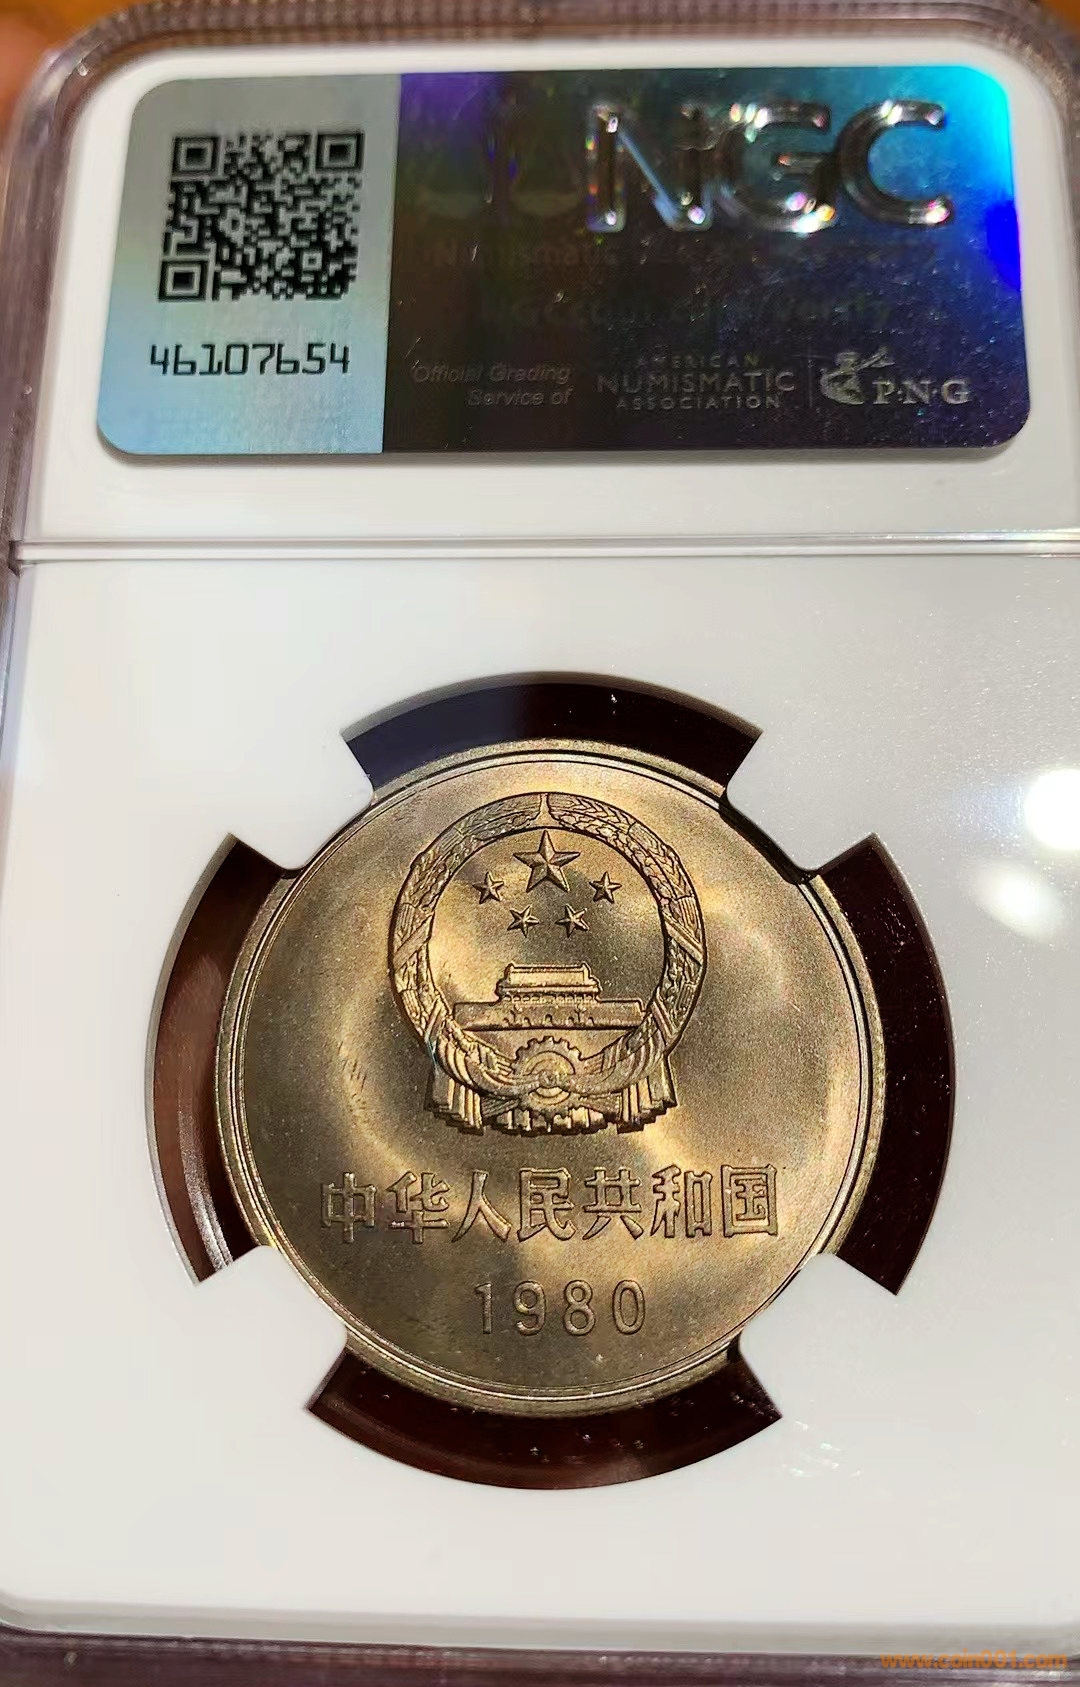 NGC
46107654
Official Grading
Service of
AMERICAN
NUMISMATIC
ASSOCIATION
P·N·G
中华人民共和国
1980
www.coin001.com